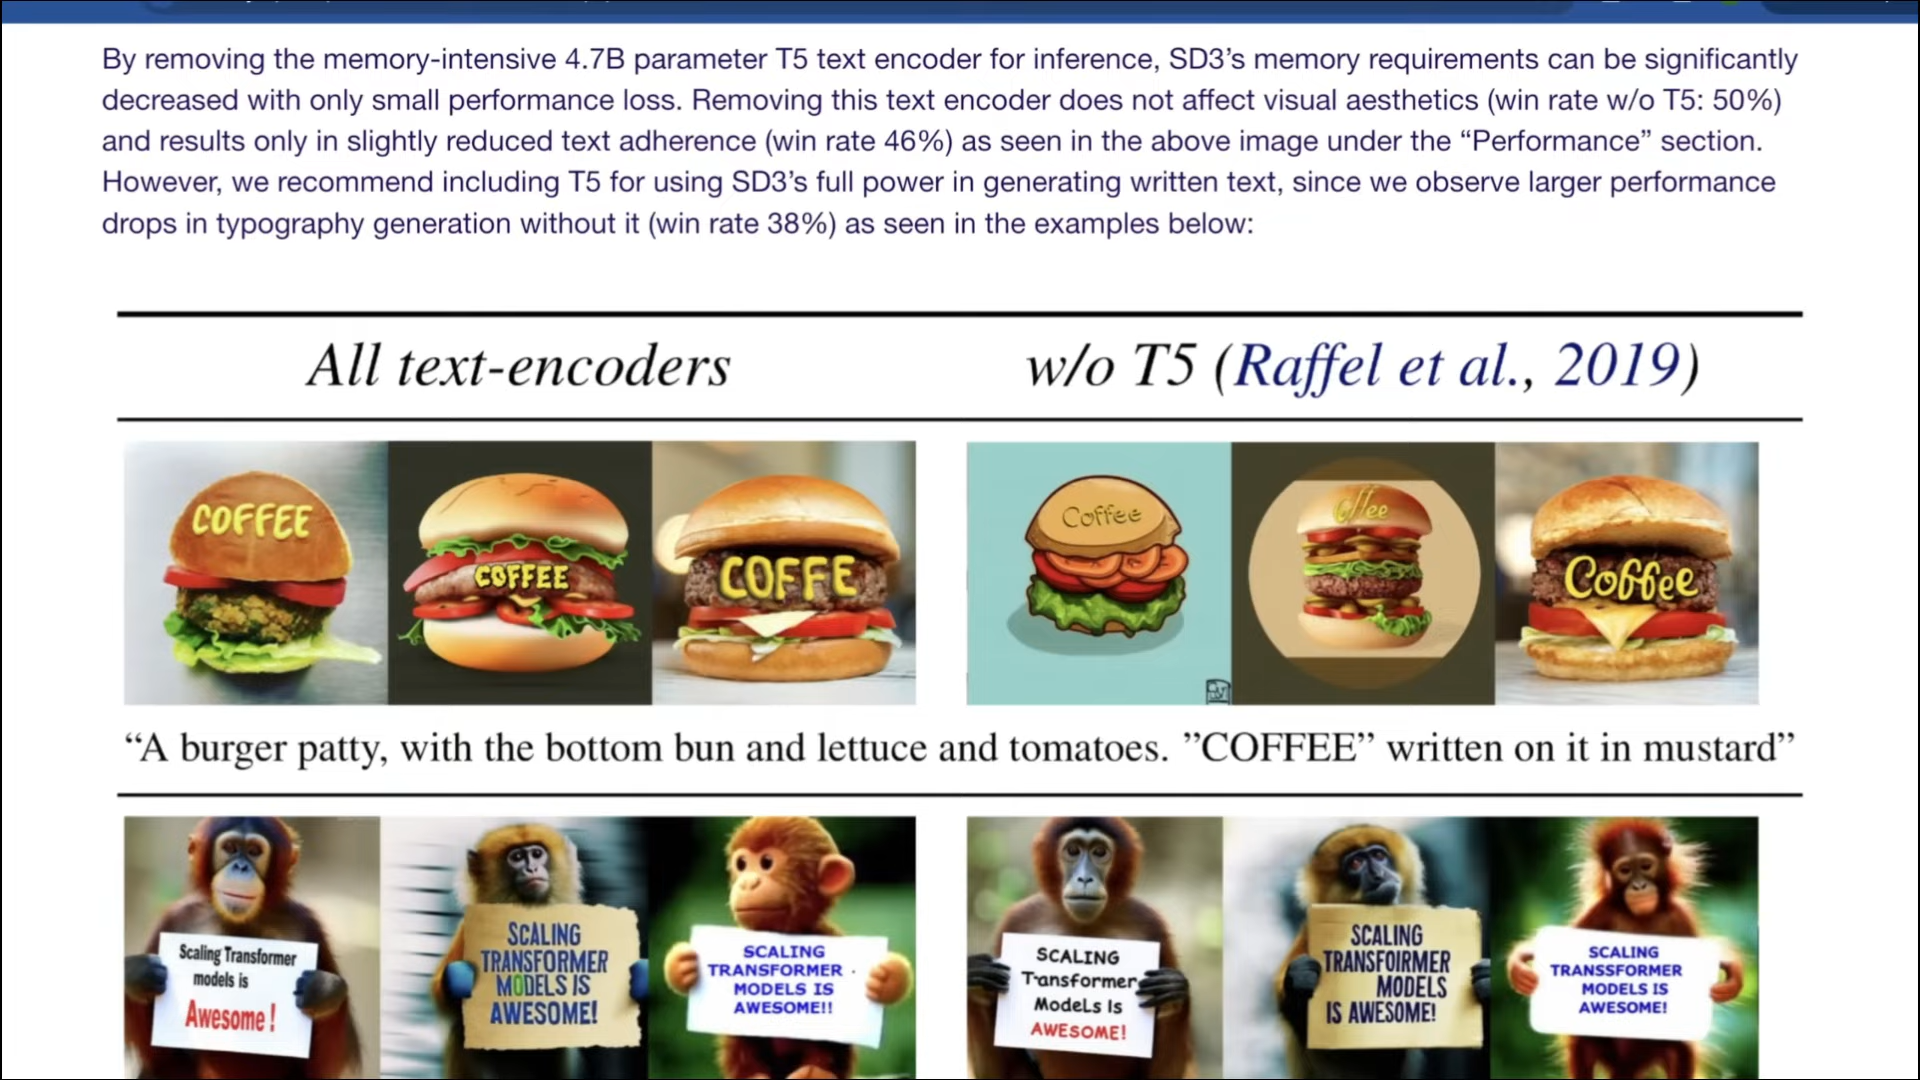 By removing the memory-intensive 4.7B parameter T5 text encoder for inference, SD3’s memory requirements can be significantly
decreased with only small performance loss. Removing this text encoder does not affect visual aesthetics (win rate w/o T5: 50%)
and results only in slightly reduced text adherence (win rate 46%) as seen in the above image under the “Performance” section.
However, we recommend including T5 for using SD3’s full power in generating written text, since we observe larger performance
drops in typography generation without it (win rate 38%) as seen in the examples below:
All text-encoders
w/o T5 (Raffel et al., 2019)
COFFEE
COFFEE
COFFE
Coffee
Coffee
“A burger patty, with the bottom bun and lettuce and tomatoes. ”COFFEE” written on it in mustard”
Scaling Transformer
models is
Awesome !
SCALING
TRANSFORMER
MODELS IS
AWESOME!
SCALING
TRANSFORMER
MODELS IS
AWESOME!!
SCALING
Transformer
ModeLs Is
AWESOME!
SCALING
TRANSFOIRMER
MODELS
IS AWESOME!
SCALING
TRANSSFORMER
MODELS IS
AWESOME!